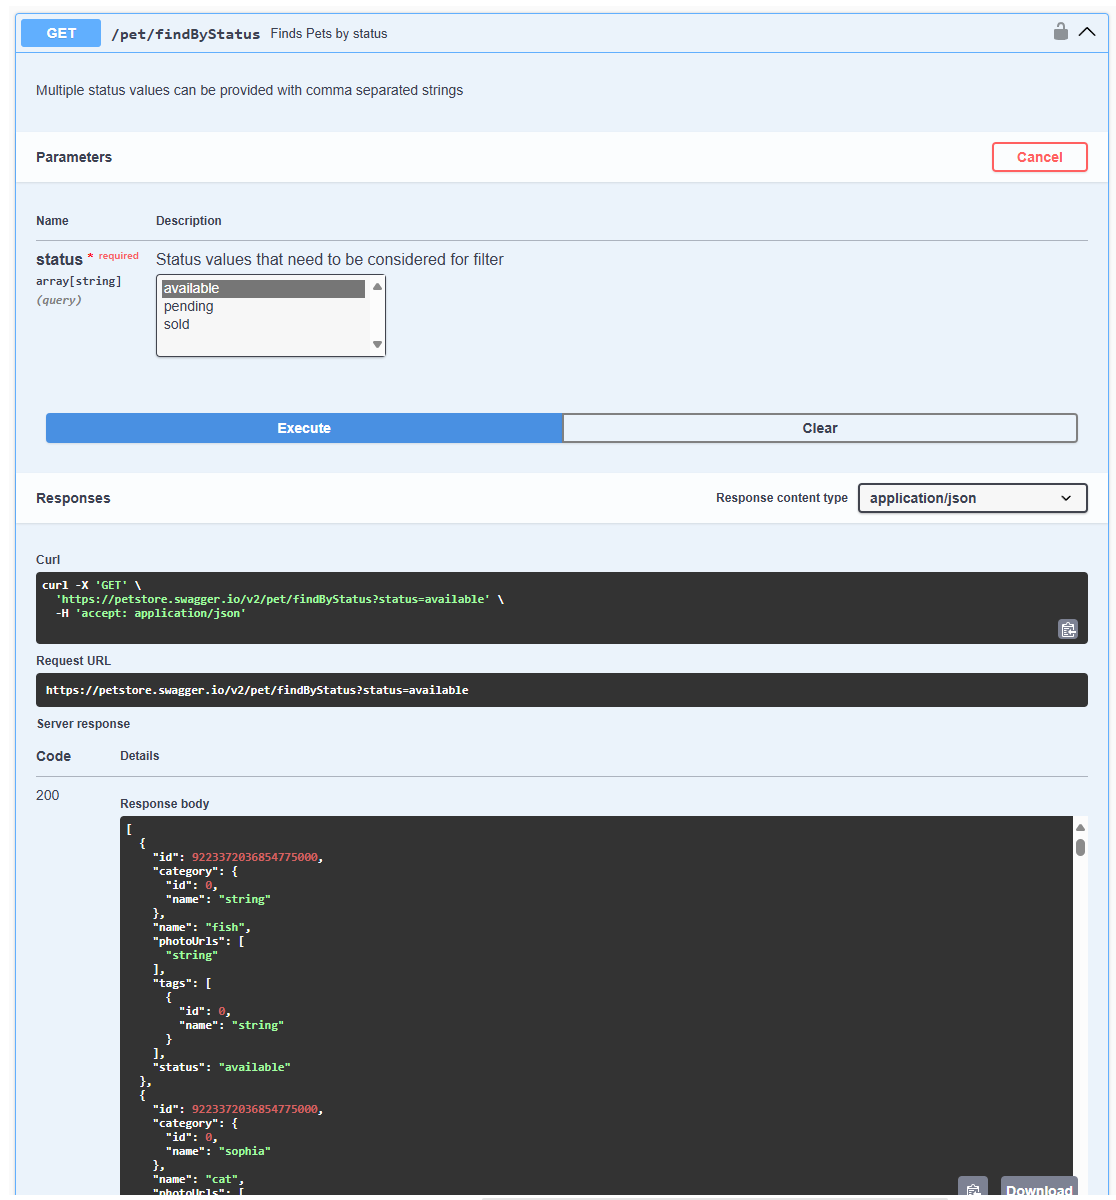 GET /pet/findByStatus Finds Pets by status
Multiple status values can be provided with comma separated strings
Parameters
Cancel
Name Description
status * required
array[string]
(query)
Status values that need to be considered for filter
available
pending
sold
Execute
Clear
Responses
Response content type
application/json
Curl
curl -X 'GET' \
  'https://petstore.swagger.io/v2/pet/findByStatus?status=available' \
  -H 'accept: application/json'
Request URL
https://petstore.swagger.io/v2/pet/findByStatus?status=available
Server response
Code Details
200
Response body
[
  {
    "id": 9223372036854775000,
    "category": {
      "id": 0,
      "name": "string"
    },
    "name": "fish",
    "photoUrls": [
      "string"
    ],
    "tags": [
      {
        "id": 0,
        "name": "string"
      }
    ],
    "status": "available"
  },
  {
    "id": 9223372036854775000,
    "category": {
      "id": 0,
      "name": "sophia"
    },
    "name": "cat",
    "photoUrls": [
Download